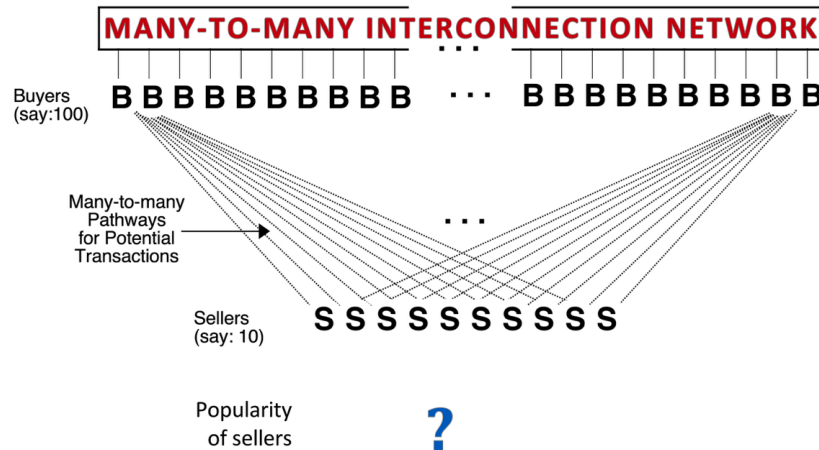 MANY-TO-MANY INTERCONNECTION NETWORK
...
Buyers
(say:100)
B B B B B B B B B B ... B B B B B B B B B B
Many-to-many
Pathways
for Potential
Transactions
...
Sellers
(say: 10)
S S S S S S S S S S
Popularity
of sellers
?